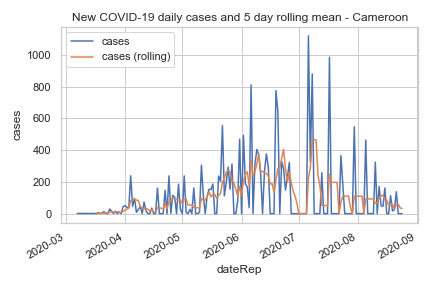 New COVID-19 daily cases and 5 day rolling mean - Cameroon
cases
cases (rolling)
1000
800
600
400
200
0
cases
2020-03
2020-04
2020-05
2020-06
2020-07
2020-08
2020-09
dateRep